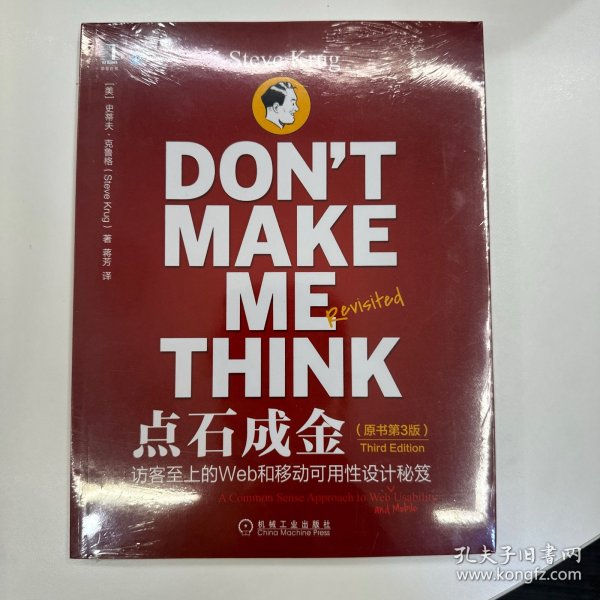 Steve Krug
[美] 史蒂夫·克鲁格(Steve Krug)著 蒋芳 译
DON'T
MAKE
ME
Revisited
THINK
点石成金
(原书第3版)
Third Edition
访客至上的Web和移动可用性设计秘笈
A Common Sense Approach to Web Usability
and Mobile
机械工业出版社
China Machine Press
孔夫子旧书网
www.kongfz.com